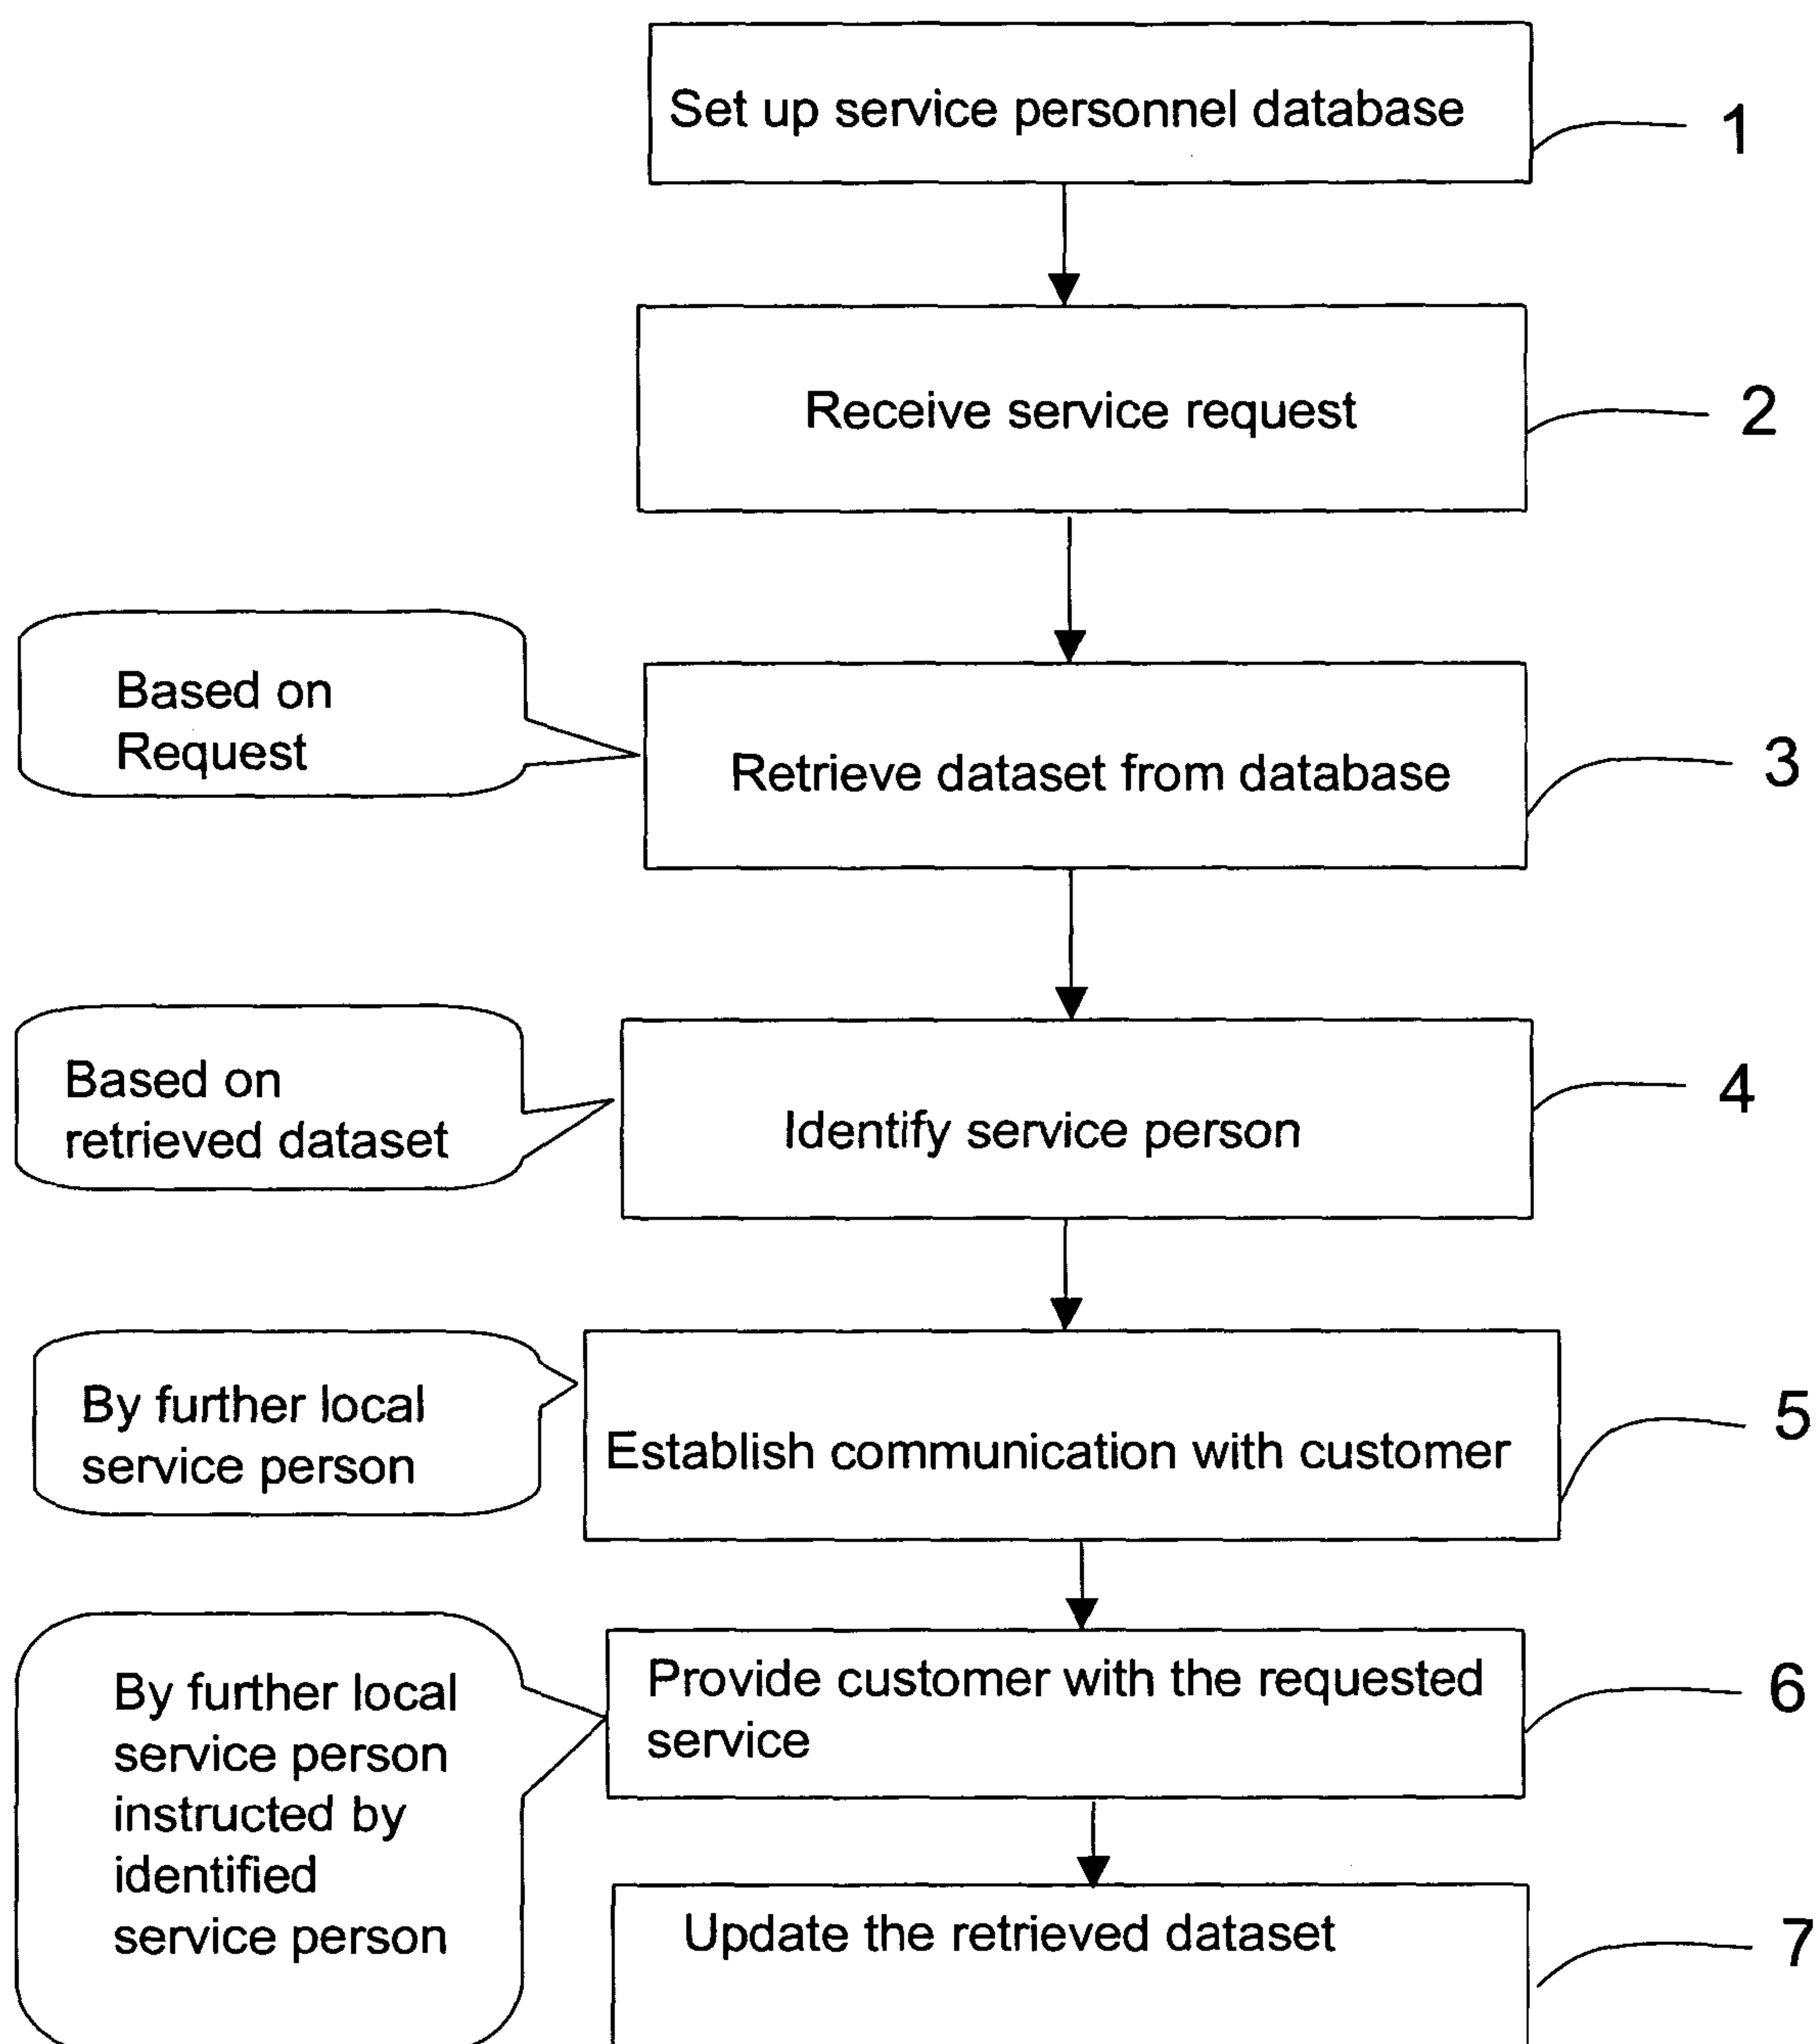 Set up service personnel database
1
Receive service request
2
Based on
Request
Retrieve dataset from database
3
Based on
retrieved dataset
Identify service person
4
By further local
service person
Establish communication with customer
5
By further local
service person
instructed by
identified
service person
Provide customer with the requested
service
6
Update the retrieved dataset
7